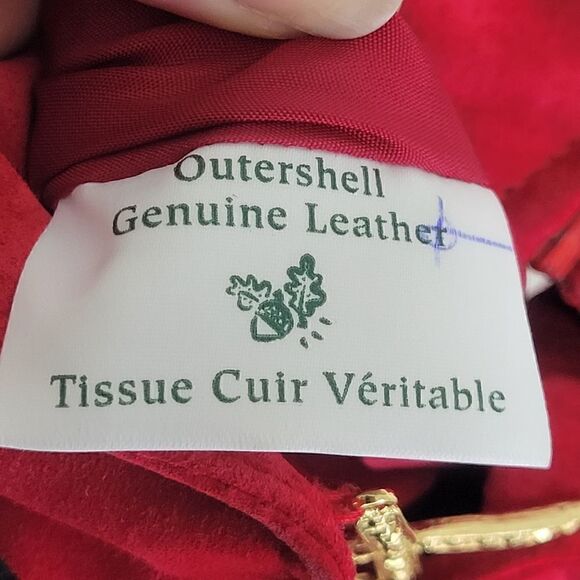 Outershell
Genuine Leather
Tissue Cuir Véritable